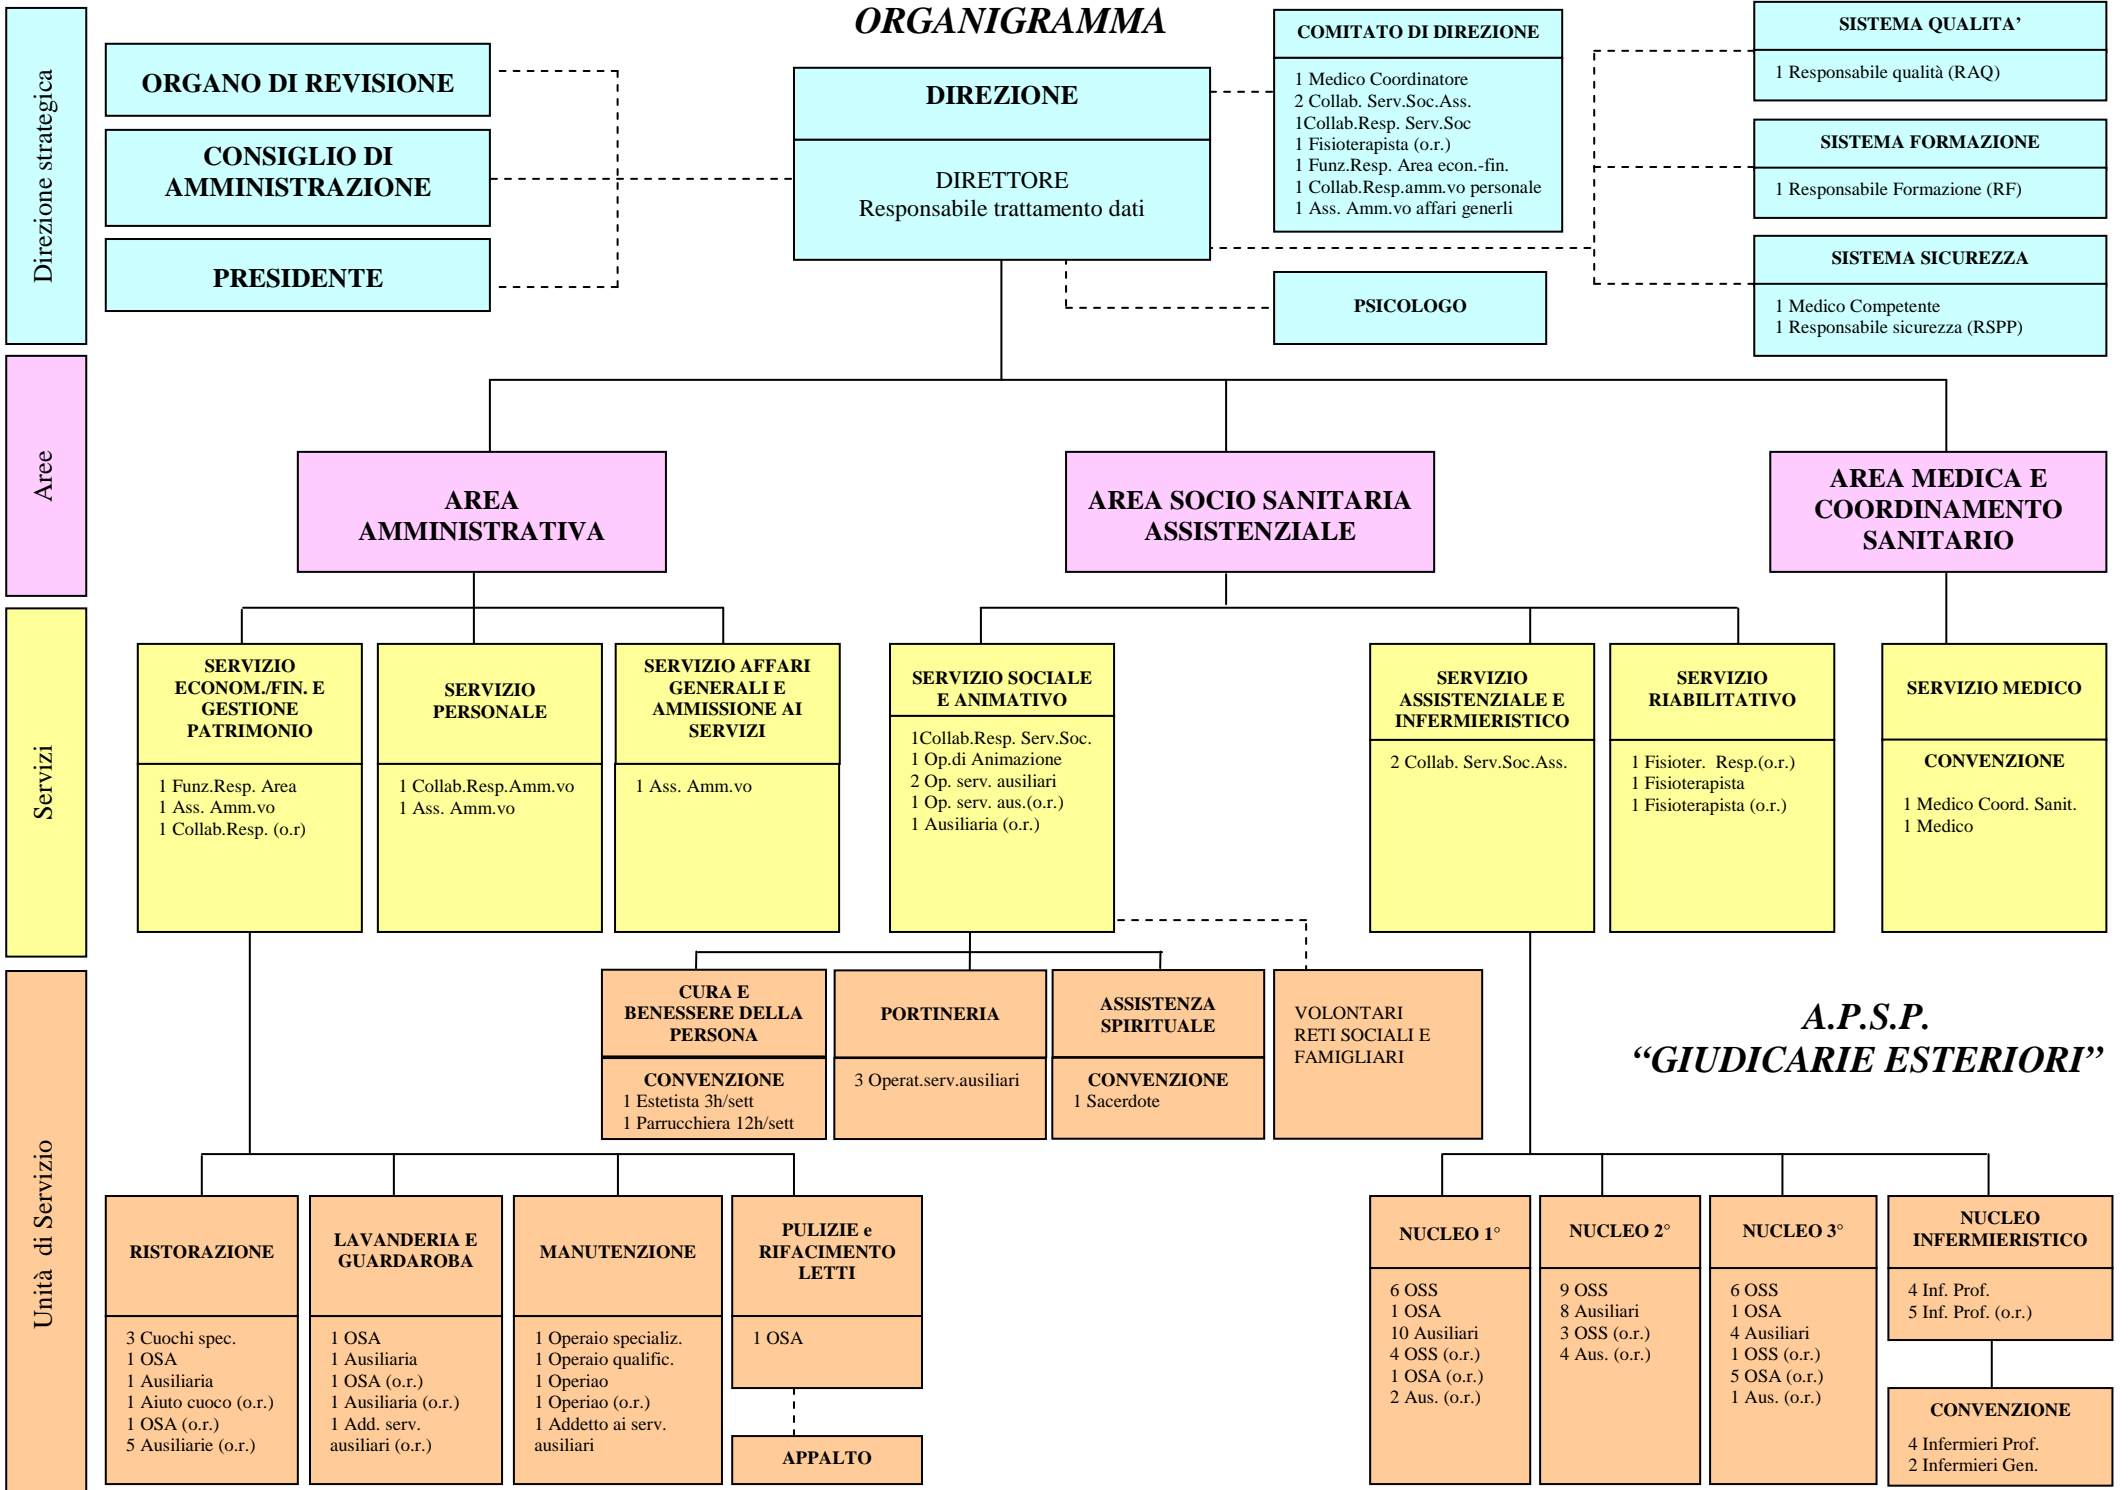 ORGANIGRAMMA
Direzione strategica
ORGANO DI REVISIONE
CONSIGLIO DI
AMMINISTRAZIONE
PRESIDENTE
DIREZIONE
DIRETTORE
Responsabile trattamento dati
COMITATO DI DIREZIONE
1 Medico Coordinatore
2 Collab. Serv.Soc.Ass.
1Collab.Resp. Serv.Soc
1 Fisioterapista (o.r.)
1 Funz.Resp. Area econ.-fin.
1 Collab.Resp.amm.vo personale
1 Ass. Amm.vo affari generli
PSICOLOGO
SISTEMA QUALITA’
1 Responsabile qualità (RAQ)
SISTEMA FORMAZIONE
1 Responsabile Formazione (RF)
SISTEMA SICUREZZA
1 Medico Competente
1 Responsabile sicurezza (RSPP)
Aree
AREA
AMMINISTRATIVA
AREA SOCIO SANITARIA
ASSISTENZIALE
AREA MEDICA E
COORDINAMENTO
SANITARIO
Servizi
SERVIZIO
ECONOM./FIN. E
GESTIONE
PATRIMONIO
1 Funz.Resp. Area
1 Ass. Amm.vo
1 Collab.Resp. (o.r)
SERVIZIO
PERSONALE
1 Collab.Resp.Amm.vo
1 Ass. Amm.vo
SERVIZIO AFFARI
GENERALI E
AMMISSIONE AI
SERVIZI
1 Ass. Amm.vo
SERVIZIO SOCIALE
E ANIMATIVO
1Collab.Resp. Serv.Soc.
1 Op.di Animazione
2 Op. serv. ausiliari
1 Op. serv. aus.(o.r.)
1 Ausiliaria (o.r.)
SERVIZIO
ASSISTENZIALE E
INFERMIERISTICO
2 Collab. Serv.Soc.Ass.
SERVIZIO
RIABILITATIVO
1 Fisioter. Resp.(o.r.)
1 Fisioterapista
1 Fisioterapista (o.r.)
SERVIZIO MEDICO
CONVENZIONE
1 Medico Coord. Sanit.
1 Medico
Unità di Servizio
CURA E
BENESSERE DELLA
PERSONA
CONVENZIONE
1 Estetista 3h/sett
1 Parrucchiera 12h/sett
PORTINERIA
3 Operat.serv.ausiliari
ASSISTENZA
SPIRITUALE
CONVENZIONE
1 Sacerdote
VOLONTARI
RETI SOCIALI E
FAMIGLIARI
A.P.S.P.
“GIUDICARIE ESTERIORI”
RISTORAZIONE
3 Cuochi spec.
1 OSA
1 Ausiliaria
1 Aiuto cuoco (o.r.)
1 OSA (o.r.)
5 Ausiliarie (o.r.)
LAVANDERIA E
GUARDAROBA
1 OSA
1 Ausiliaria
1 OSA (o.r.)
1 Ausiliaria (o.r.)
1 Add. serv.
ausiliari (o.r.)
MANUTENZIONE
1 Operaio specializ.
1 Operaio qualific.
1 Operiao
1 Operiao (o.r.)
1 Addetto ai serv.
ausiliari
PULIZIE e
RIFACIMENTO
LETTI
1 OSA
APPALTO
NUCLEO 1°
6 OSS
1 OSA
10 Ausiliari
4 OSS (o.r.)
1 OSA (o.r.)
2 Aus. (o.r.)
NUCLEO 2°
9 OSS
8 Ausiliari
3 OSS (o.r.)
4 Aus. (o.r.)
NUCLEO 3°
6 OSS
1 OSA
4 Ausiliari
1 OSS (o.r.)
5 OSA (o.r.)
1 Aus. (o.r.)
NUCLEO
INFERMIERISTICO
4 Inf. Prof.
5 Inf. Prof. (o.r.)
CONVENZIONE
4 Infermieri Prof.
2 Infermieri Gen.